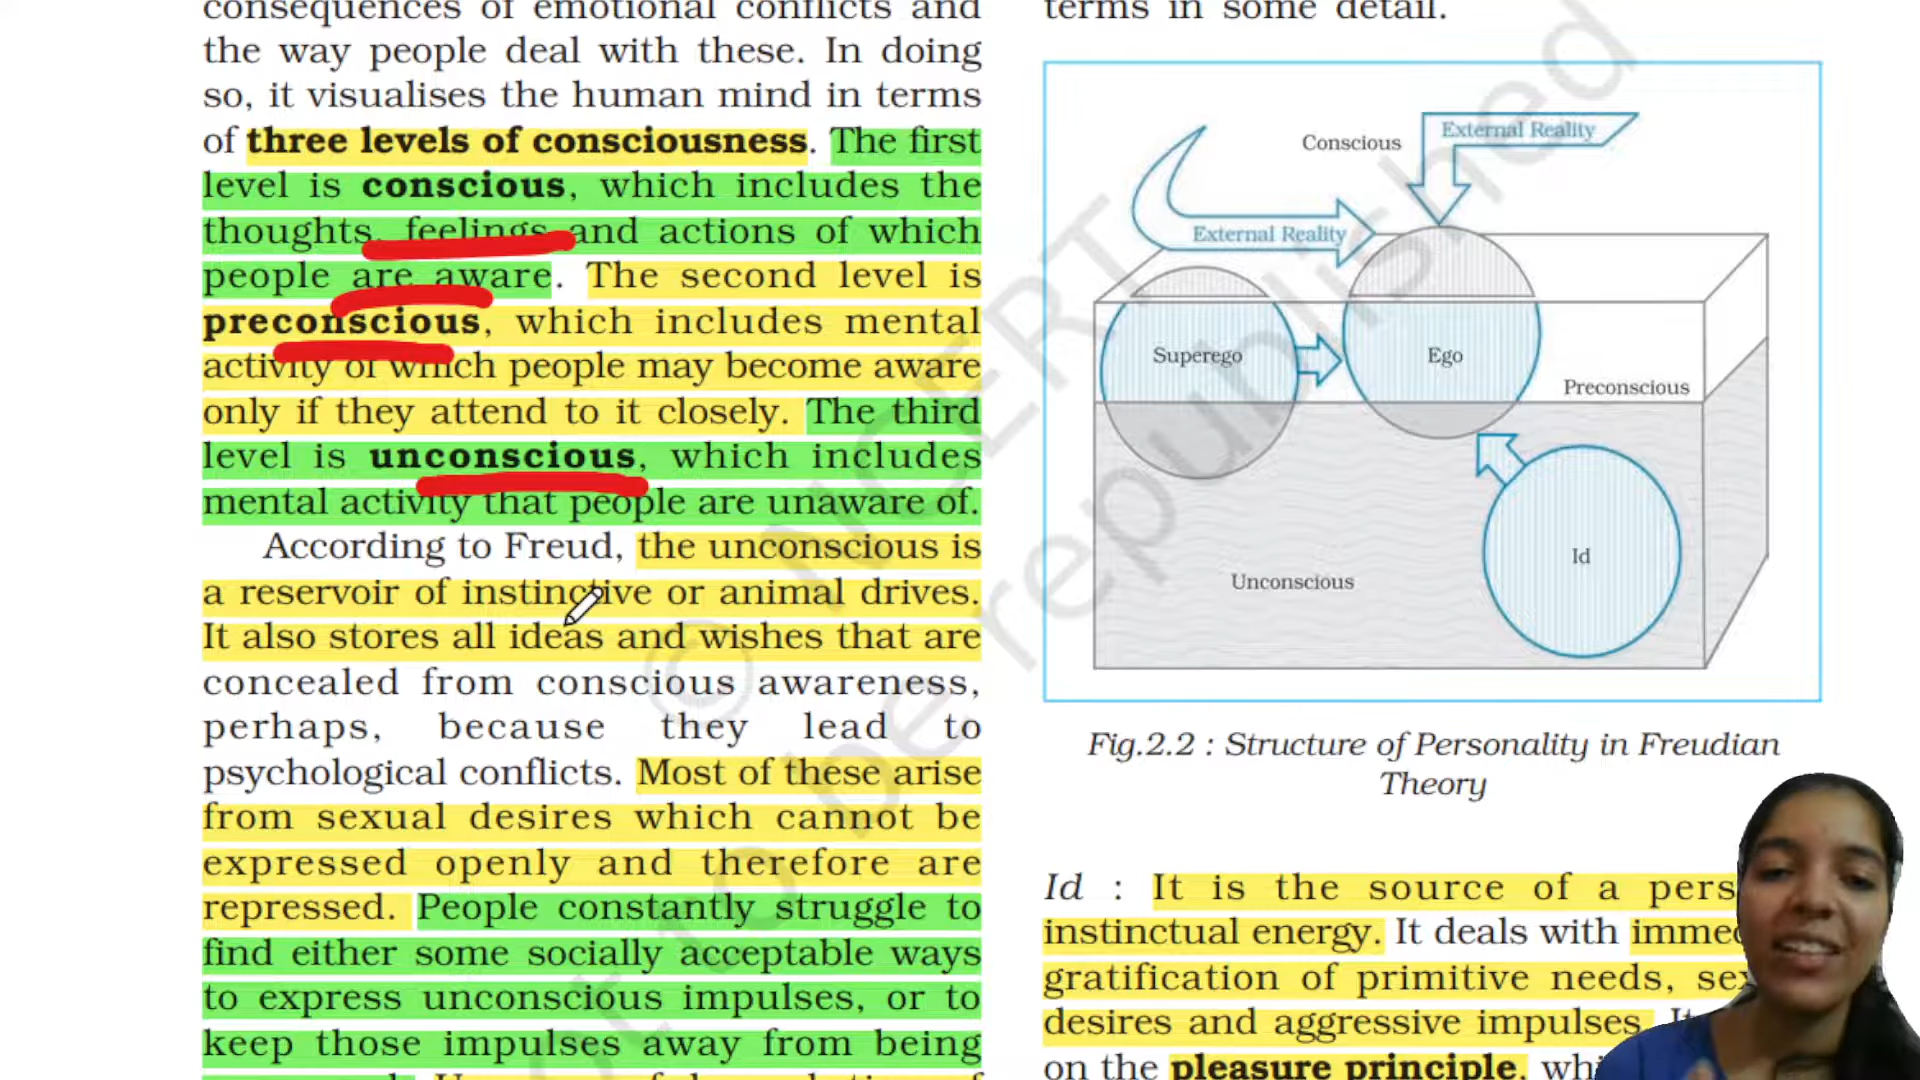 consequences of emotional conflicts and
the way people deal with these. In doing
so, it visualises the human mind in terms
of three levels of consciousness. The first
level is conscious, which includes the
thoughts, feelings and actions of which
people are aware. The second level is
preconscious, which includes mental
activity of which people may become aware
only if they attend to it closely. The third
level is unconscious, which includes
mental activity that people are unaware of.
According to Freud, the unconscious is
a reservoir of instinctive or animal drives.
It also stores all ideas and wishes that are
concealed from conscious awareness,
perhaps, because they lead to
psychological conflicts. Most of these arise
from sexual desires which cannot be
expressed openly and therefore are
repressed. People constantly struggle to
find either some socially acceptable ways
to express unconscious impulses, or to
keep those impulses away from being
terms in some detail.
Conscious
External Reality
External Reality
Superego
Ego
Preconscious
Id
Unconscious
Fig.2.2 : Structure of Personality in Freudian
Theory
Id : It is the source of a
instinctual energy. It deals with
gratification of primitive needs,
desires and aggressive impulses. It
on the pleasure principle,
© NCERT
republished